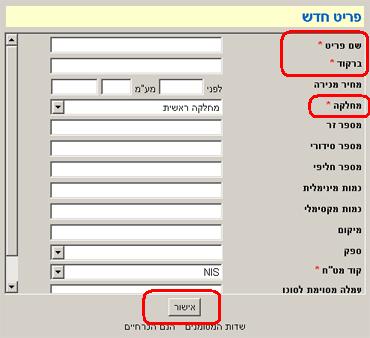 פריט חדש
שם פריט *
ברקוד *
מחיר מכירה לפני מע"מ
מחלקה * מחלקה ראשית
מספר זר
מספר סידורי
מספר חליפי
כמות מינימלית
כמות מקסימלי
מיקום
ספק
קוד מט"ח * NIS
עמלה מסוימת לסוכן
אישור
שדות המסומנים הנם הכרחיים